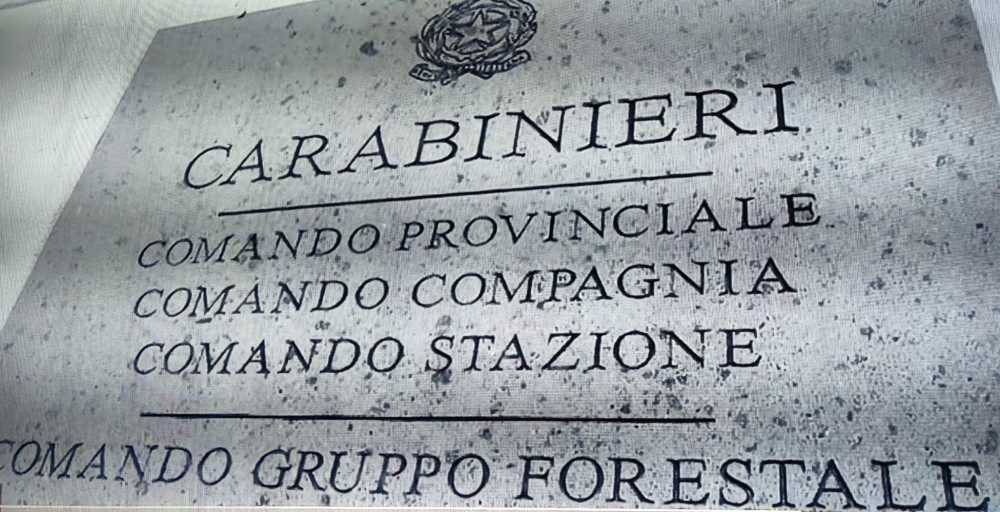 CARABINIERI
COMANDO PROVINCIALE
COMANDO COMPAGNIA
COMANDO STAZIONE
COMANDO GRUPPO FORESTALE